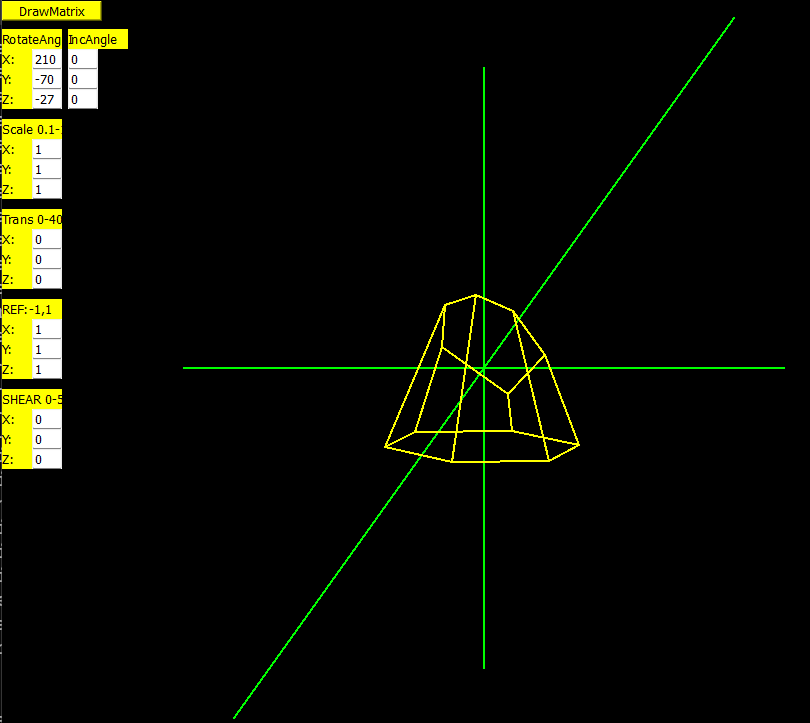 DrawMatrix
RotateAng IncAngle
X: 210 0
Y: -70 0
Z: -27 0
Scale 0.1-
X: 1
Y: 1
Z: 1
Trans 0-40
X: 0
Y: 0
Z: 0
REF:-1,1
X: 1
Y: 1
Z: 1
SHEAR 0-5
X: 0
Y: 0
Z: 0